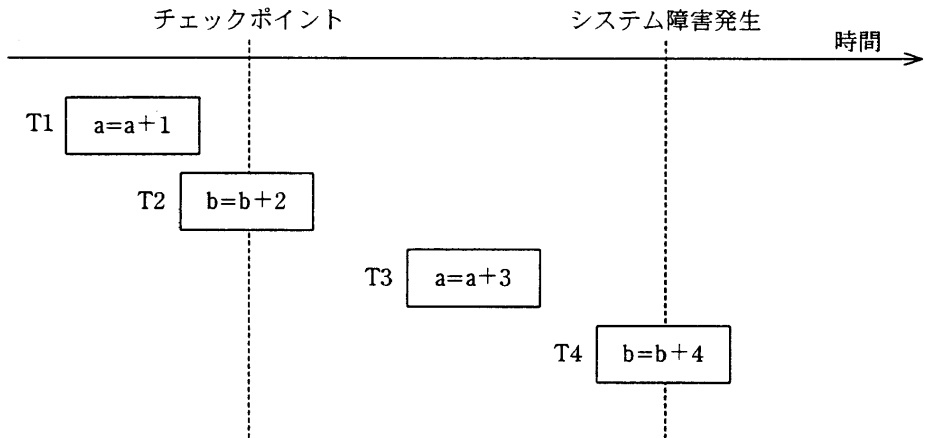 チェックポイント
システム障害発生
時間
T1
a=a+1
T2
b=b+2
T3
a=a+3
T4
b=b+4